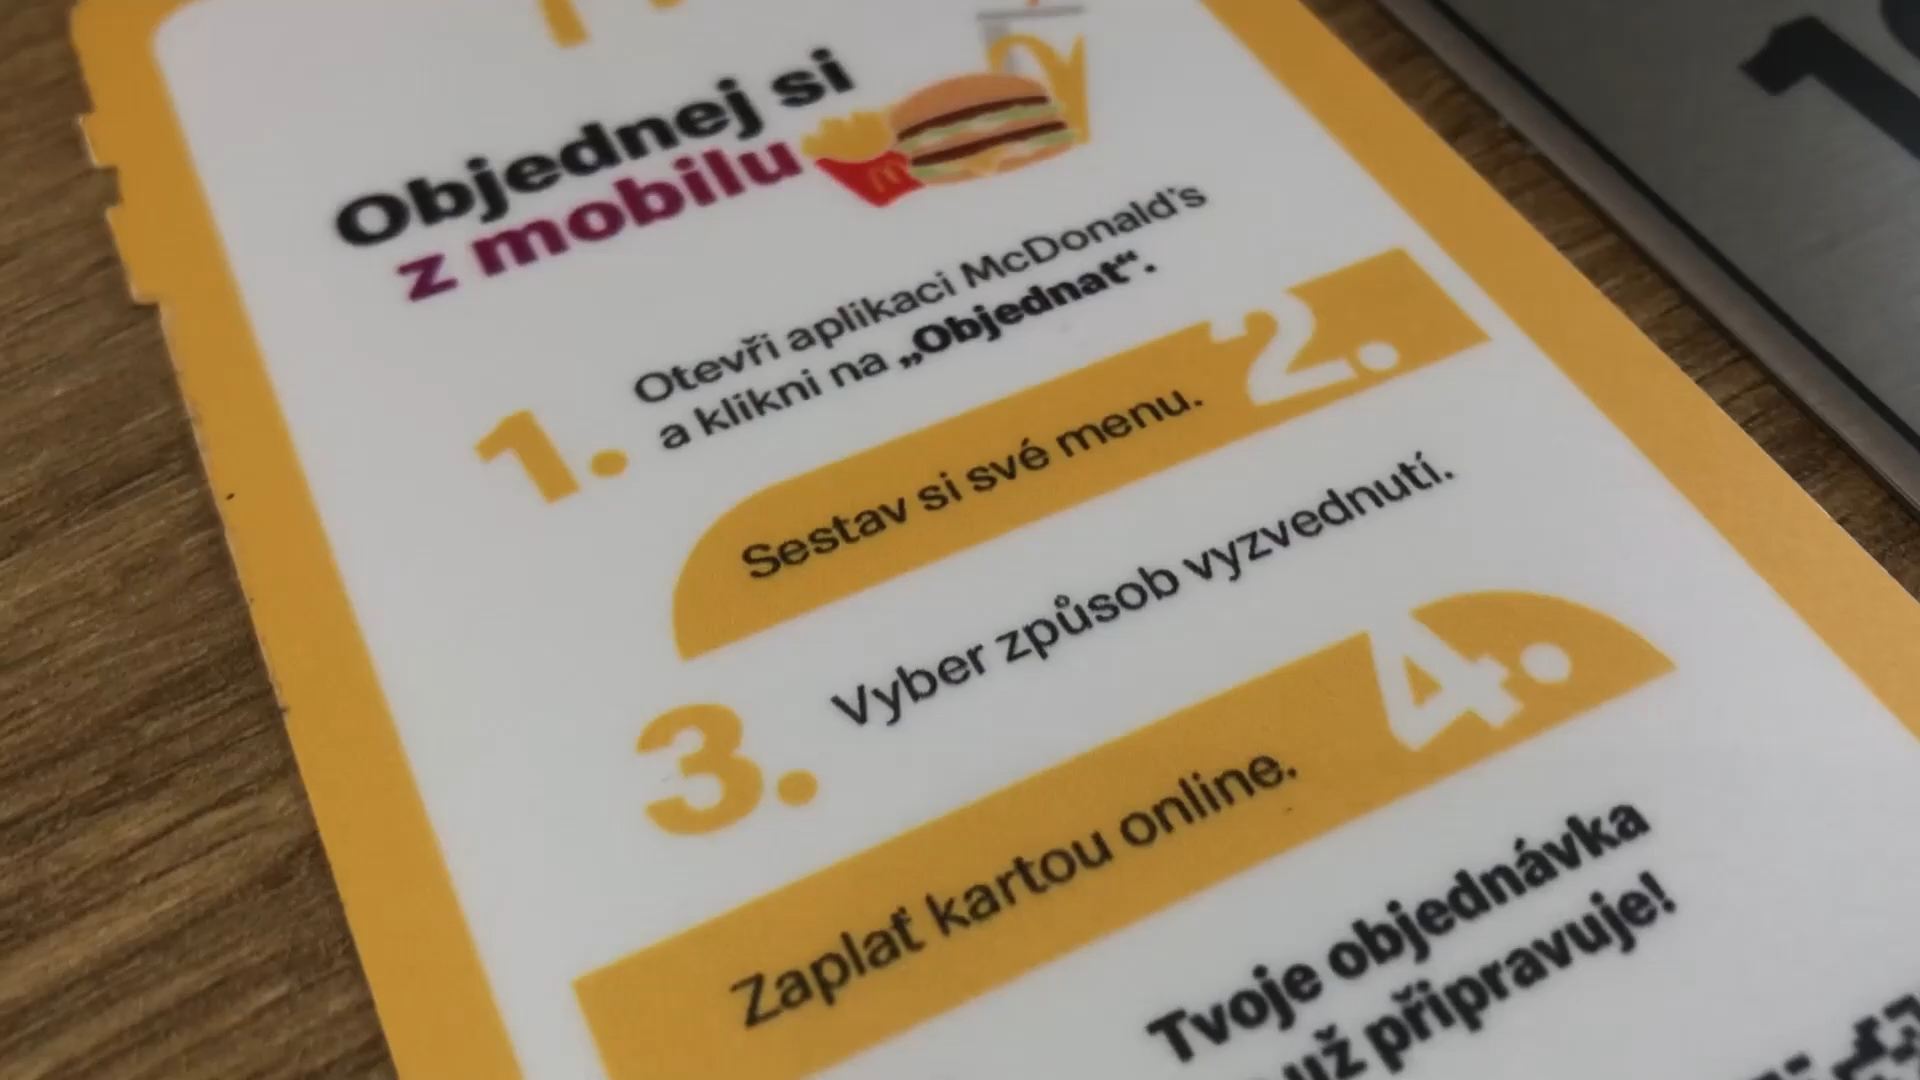 Objednej si
z mobilu
1.
Otevři aplikaci McDonald's
a klikni na „Objednat“.
Sestav si své menu.
2.
3.
Vyber způsob vyzvednutí.
Zaplať kartou online.
4.
Tvoje objednávka
už připravuje!